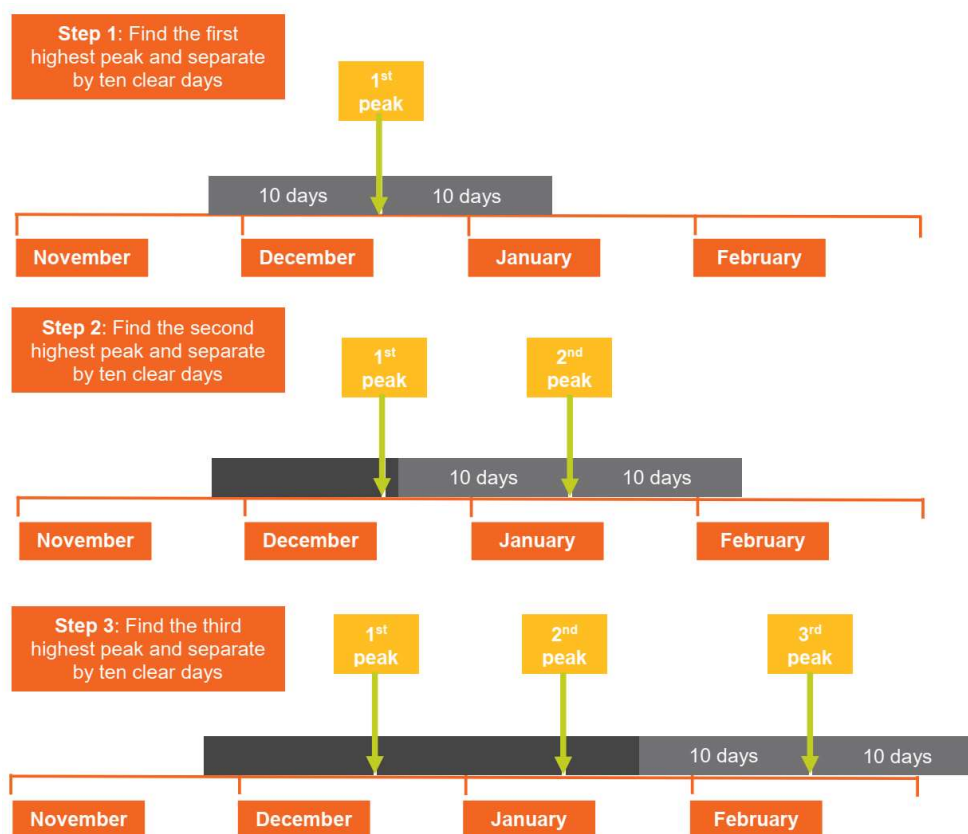 Step 1: Find the first
highest peak and separate
by ten clear days
1st
peak
10 days
10 days
November
December
January
February
Step 2: Find the second
highest peak and separate
by ten clear days
1st
peak
2nd
peak
10 days
10 days
November
December
January
February
Step 3: Find the third
highest peak and separate
by ten clear days
1st
peak
2nd
peak
3rd
peak
10 days
10 days
November
December
January
February